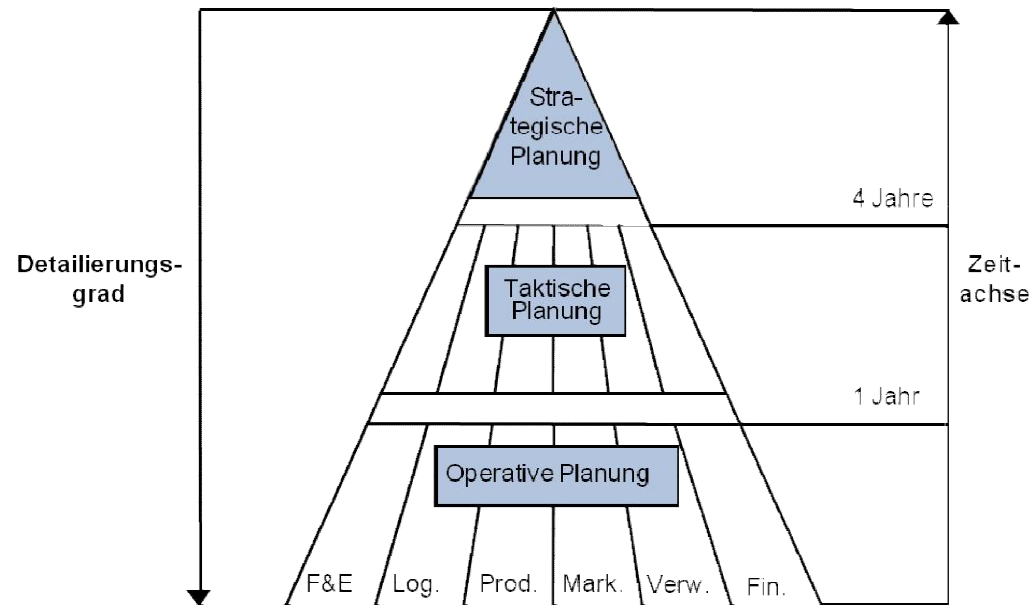 Stra-
tegische
Planung
4 Jahre
Detailierungs-
grad
Taktische
Planung
Zeit-
achse
1 Jahr
Operative Planung
F&E Log. Prod. Mark. Verw. Fin.